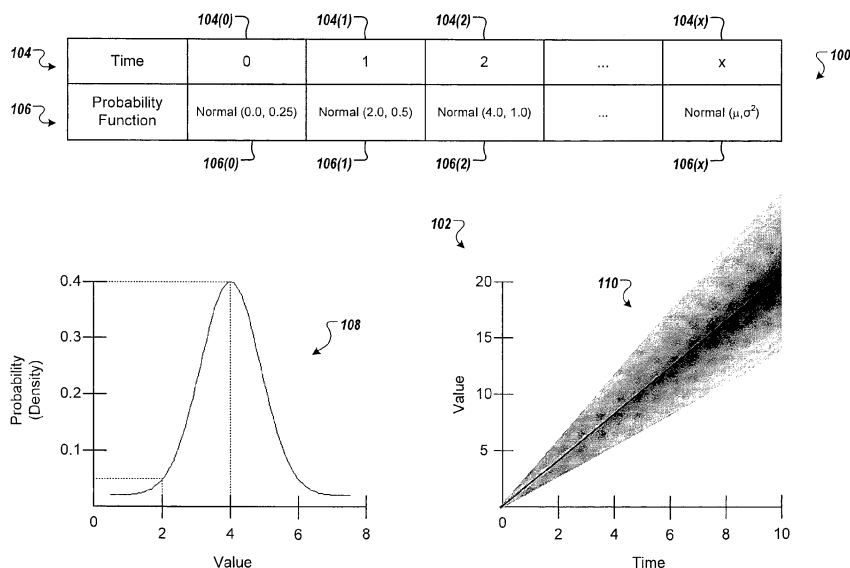 104(0) 104(1) 104(2) 104(x)
104 Time 0 1 2 ... x 100
106 Probability Function Normal (0.0, 0.25) Normal (2.0, 0.5) Normal (4.0, 1.0) ... Normal (μ,σ²)
106(0) 106(1) 106(2) 106(x)
102
110
108
Probability
(Density)
0.4
0.3
0.2
0.1
0 2 4 6 8
Value
Value
20
15
10
5
0 2 4 6 8 10
Time